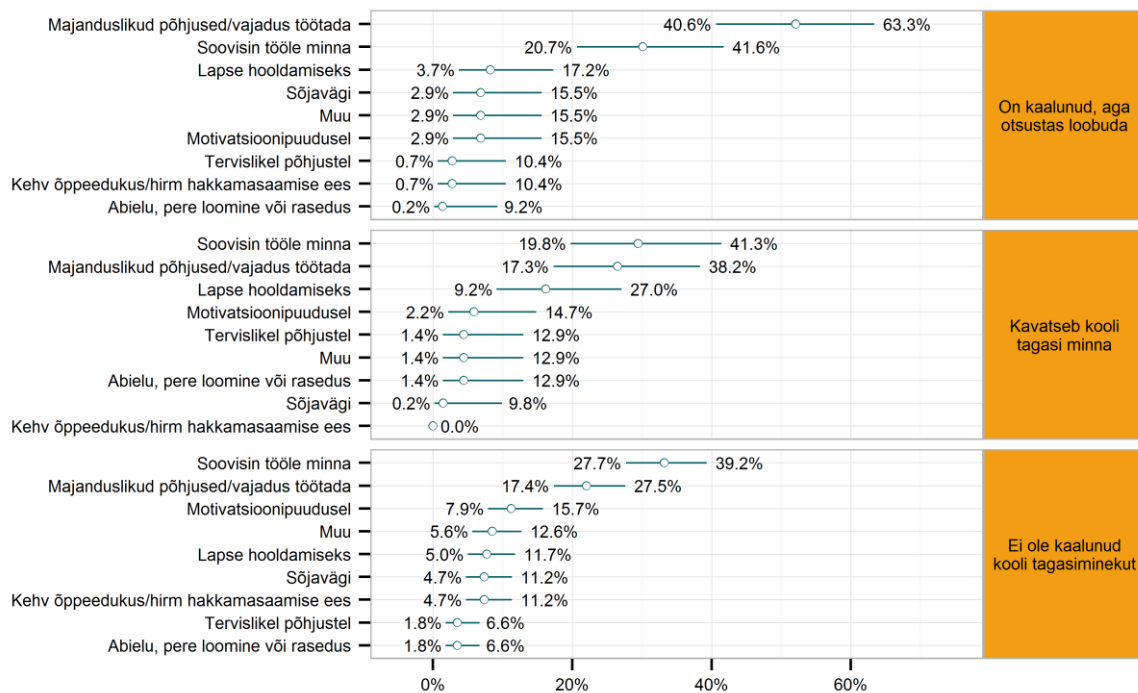 Majanduslikud põhjused/vajadus töötada 40.6% 63.3%
Soovisin tööle minna 20.7% 41.6%
Lapse hooldamiseks 3.7% 17.2%
Sõjavägi 2.9% 15.5%
Muu 2.9% 15.5%
Motivatsioonipuudusel 2.9% 15.5%
Tervislikel põhjustel 0.7% 10.4%
Kehv õppeedukus/hirm hakkamasaamise ees 0.7% 10.4%
Abielu, pere loomine või rasedus 0.2% 9.2%
On kaalunud, aga
otsustas loobuda
Soovisin tööle minna 19.8% 41.3%
Majanduslikud põhjused/vajadus töötada 17.3% 38.2%
Lapse hooldamiseks 9.2% 27.0%
Motivatsioonipuudusel 2.2% 14.7%
Tervislikel põhjustel 1.4% 12.9%
Muu 1.4% 12.9%
Abielu, pere loomine või rasedus 1.4% 12.9%
Sõjavägi 0.2% 9.8%
Kehv õppeedukus/hirm hakkamasaamise ees 0.0%
Kavatseb kooli
tagasi minna
Soovisin tööle minna 27.7% 39.2%
Majanduslikud põhjused/vajadus töötada 17.4% 27.5%
Motivatsioonipuudusel 7.9% 15.7%
Muu 5.6% 12.6%
Lapse hooldamiseks 5.0% 11.7%
Sõjavägi 4.7% 11.2%
Kehv õppeedukus/hirm hakkamasaamise ees 4.7% 11.2%
Tervislikel põhjustel 1.8% 6.6%
Abielu, pere loomine või rasedus 1.8% 6.6%
Ei ole kaalunud
kooli tagasiminekut
0% 20% 40% 60%